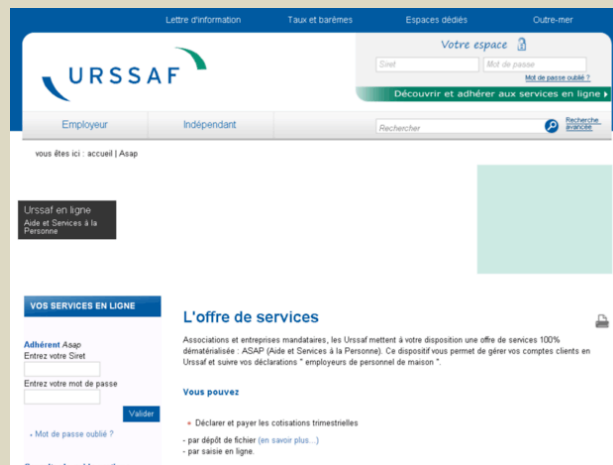 Lettre d'information Taux et barèmes Espaces dédiés Outre-mer
Votre espace
Siret Mot de passe
Mot de passe oublié ?
Découvrir et adhérer aux services en ligne
URSSAF
Employeur Indépendant
Rechercher
Recherche avancée
vous êtes ici : accueil | Asap
Urssaf en ligne
Aide et Services à la
Personne
VOS SERVICES EN LIGNE
Adhérent Asap
Entrez votre Siret
Entrez votre mot de passe
Valider
Mot de passe oublié ?
L'offre de services
Associations et entreprises mandataires, les Urssaf mettent à votre disposition une offre de services 100%
dématérialisée : ASAP (Aide et Services à la Personne). Ce dispositif vous permet de gérer vos comptes clients en
Urssaf et suivre vos déclarations " employeurs de personnel de maison ".
Vous pouvez
Déclarer et payer les cotisations trimestrielles
- par dépôt de fichier (en savoir plus...)
- par saisie en ligne.